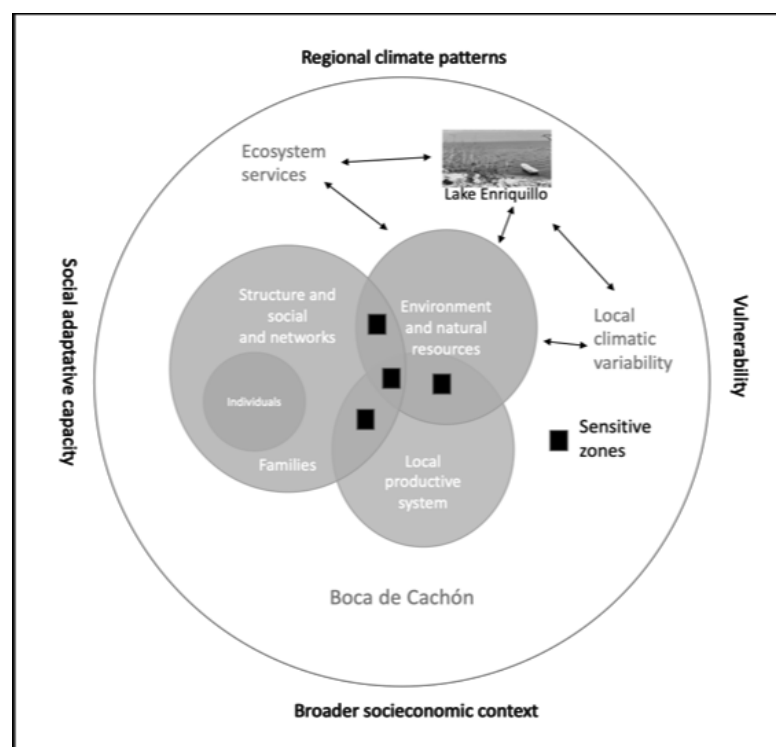 Regional climate patterns
Ecosystem
services
Lake Enriquillo
Social adaptative capacity
Structure and
social
and networks
Environment
and natural
resources
Local
climatic
variability
Vulnerability
Individuals
Families
Local
productive
system
Sensitive
zones
Boca de Cachón
Broader socieconomic context